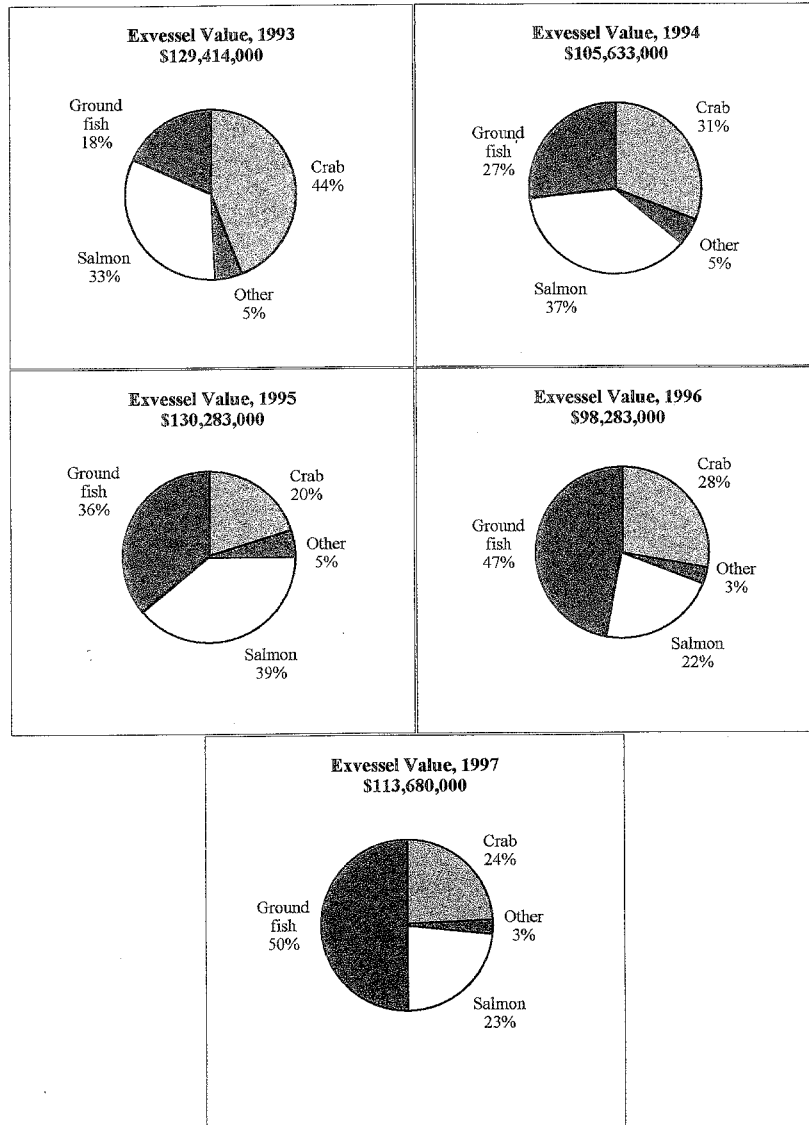 Exvessel Value, 1993
$129,414,000
Ground
fish
18%
Crab
44%
Salmon
33%
Other
5%
Exvessel Value, 1994
$105,633,000
Crab
31%
Ground
fish
27%
Other
5%
Salmon
37%
Exvessel Value, 1995
$130,283,000
Ground
fish
36%
Crab
20%
Other
5%
Salmon
39%
Exvessel Value, 1996
$98,283,000
Crab
28%
Ground
fish
47%
Other
3%
Salmon
22%
Exvessel Value, 1997
$113,680,000
Crab
24%
Ground
fish
50%
Other
3%
Salmon
23%